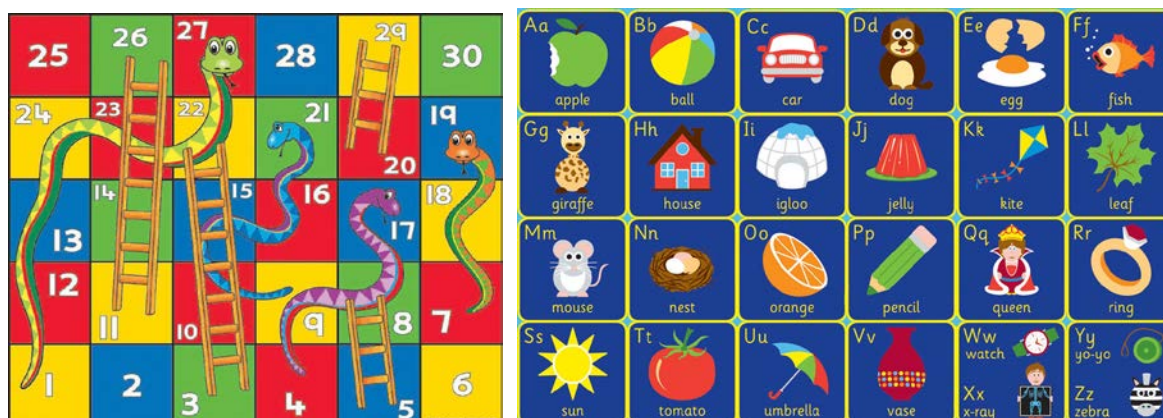 25 26 27 28 29 30
24 23 22 21 20 19
13 14 15 16 17 18
12 11 10 9 8 7
1 2 3 4 5 6
Aa Bb Cc Dd Ee Ff
apple ball car dog egg fish
Gg Hh Ii Jj Kk Ll
giraffe house igloo jelly kite leaf
Mm Nn Oo Pp Qq Rr
mouse nest orange pencil queen ring
Ss Tt Uu Vv Ww Yy
watch yo-yo
Xx Zz
sun tomato umbrella vase x-ray zebra